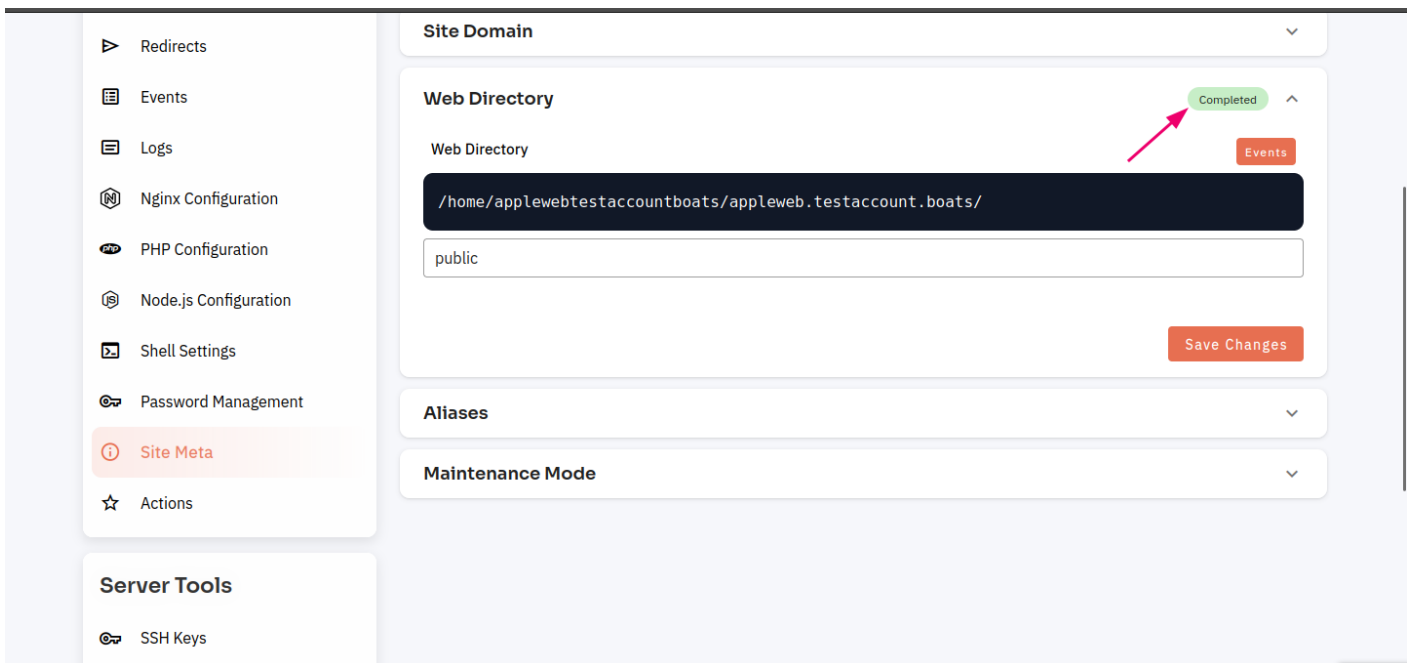 Redirects
Events
Logs
Nginx Configuration
PHP Configuration
Node.js Configuration
Shell Settings
Password Management
Site Meta
Actions
Server Tools
SSH Keys
Site Domain
Web Directory
Completed
Web Directory
Events
/home/applewebtestaccountboats/appleweb.testaccount.boats/
public
Save Changes
Aliases
Maintenance Mode